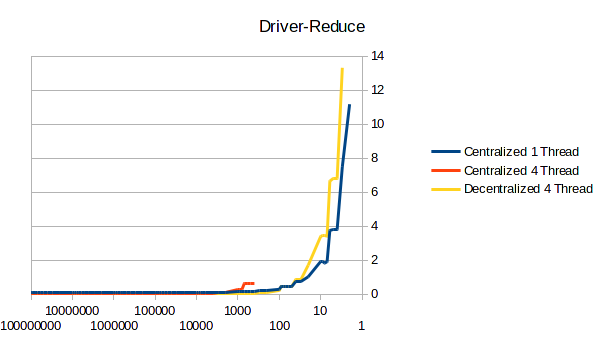 Driver-Reduce
14
12
10
8
6
4
2
0
Centralized 1 Thread
Centralized 4 Thread
Decentralized 4 Thread
10000000 100000 1000 10
100000000 1000000 10000 100 1